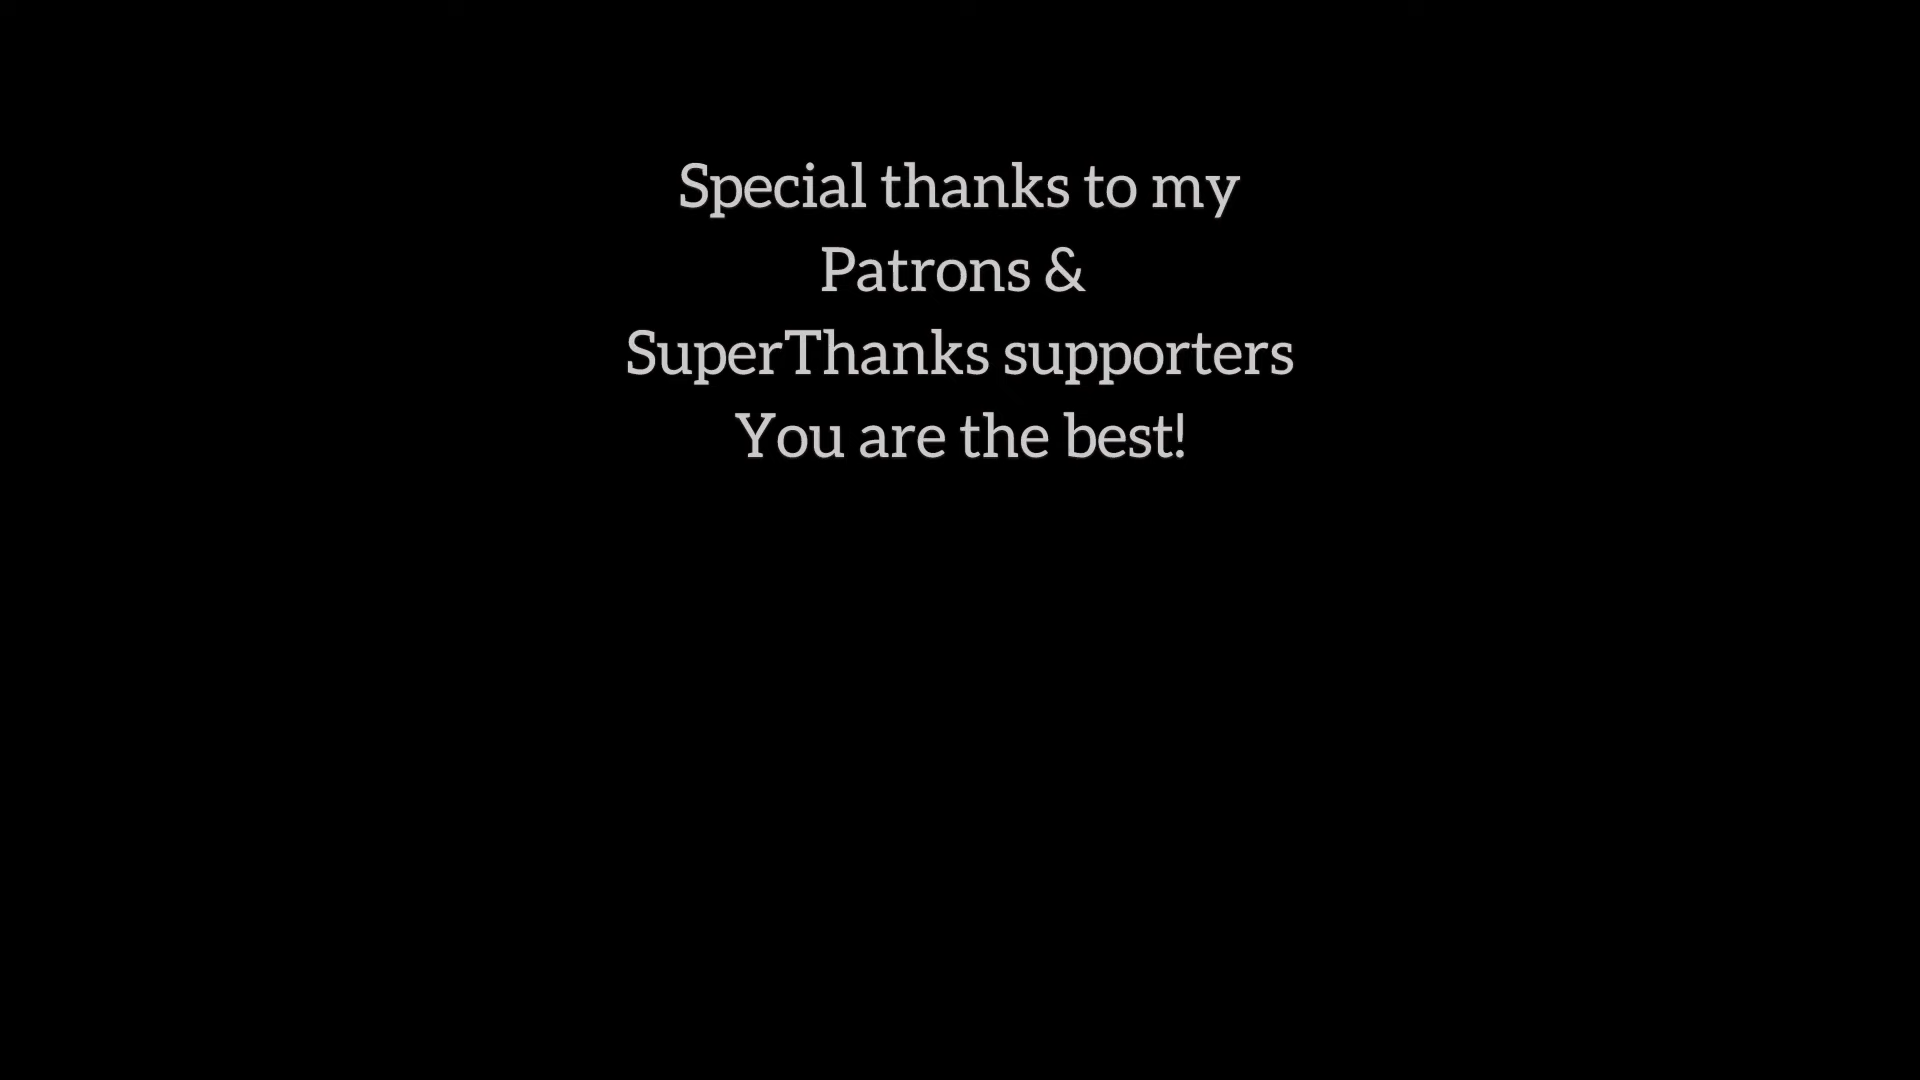 Special thanks to my
Patrons &
SuperThanks supporters
You are the best!